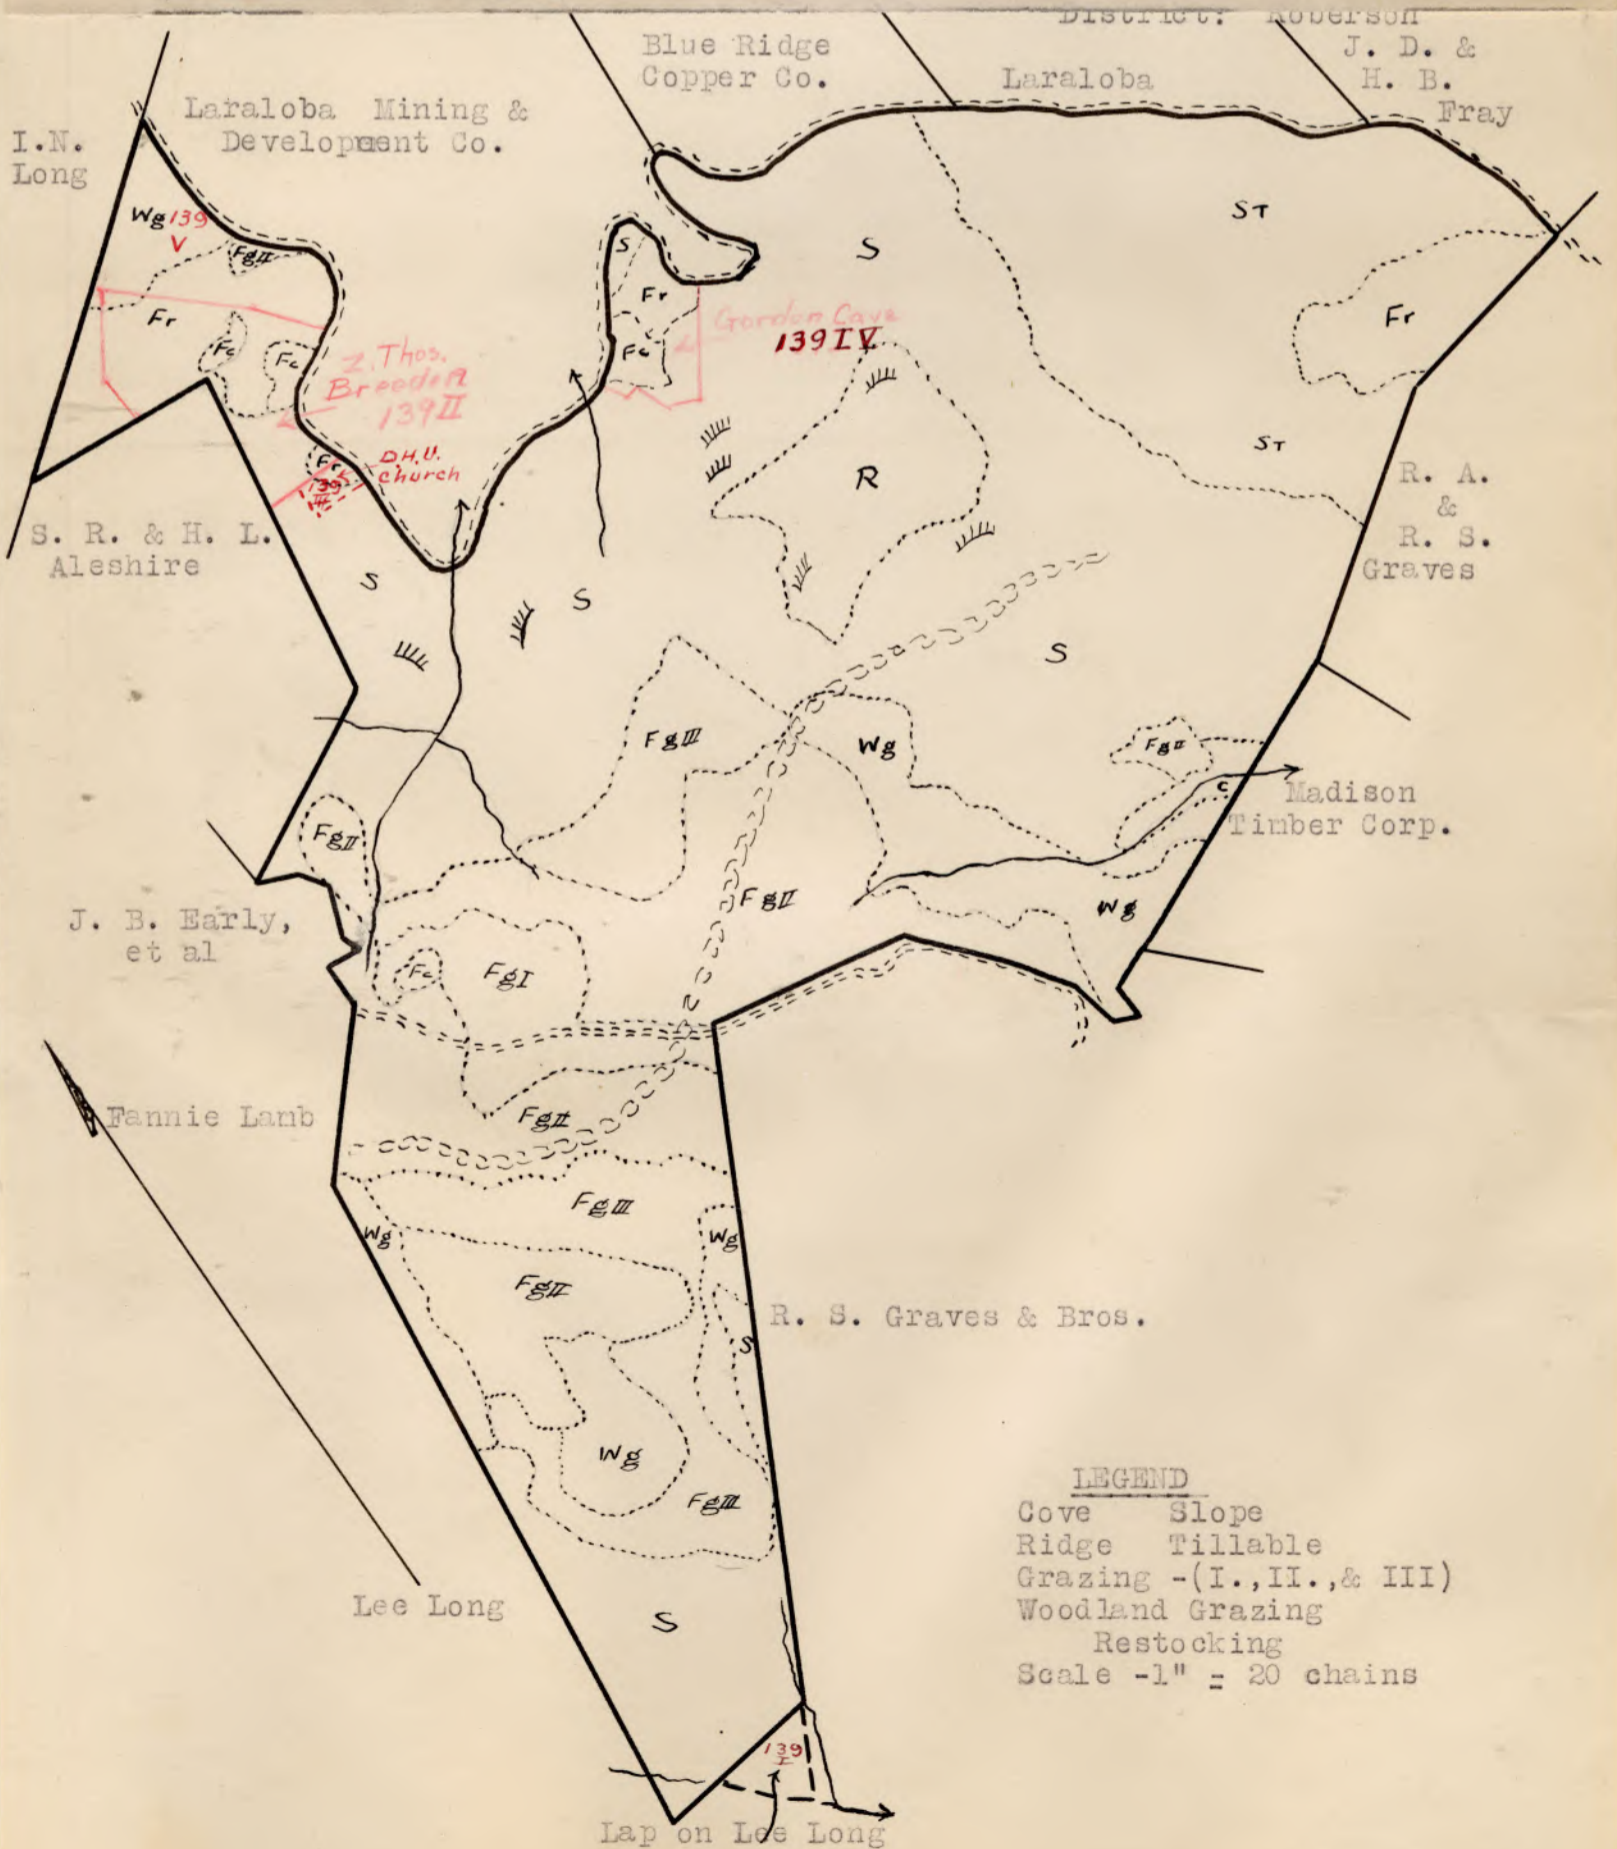 District: Roberson
Blue Ridge
Copper Co.
Laraloba
J. D. &
H. B.
Fray
Laraloba Mining &
Development Co.
I.N.
Long
Wg 139
V
FgII
Fr
Fc
Fc
Z. Thos.
Breeden
139 II
D.H.U.
church
Fr
139
III
S
Fr
Fc
Gordon Cave
139 IV
S
ST
Fr
ST
R
R. A.
&
R. S.
Graves
S. R. & H. L.
Aleshire
S
S
S
FgIII
Wg
FgII
C
Madison
Timber Corp.
FgII
FgII
Wg
J. B. Early,
et al
Fc
FgI
Fannie Lamb
FgII
FgIII
Wg
Wg
FgII
S
R. S. Graves & Bros.
Wg
FgIII
LEGEND
Cove Slope
Ridge Tillable
Grazing -(I.,II.,& III)
Woodland Grazing
Restocking
Scale -1" = 20 chains
Lee Long
S
139
I
Lap on Lee Long